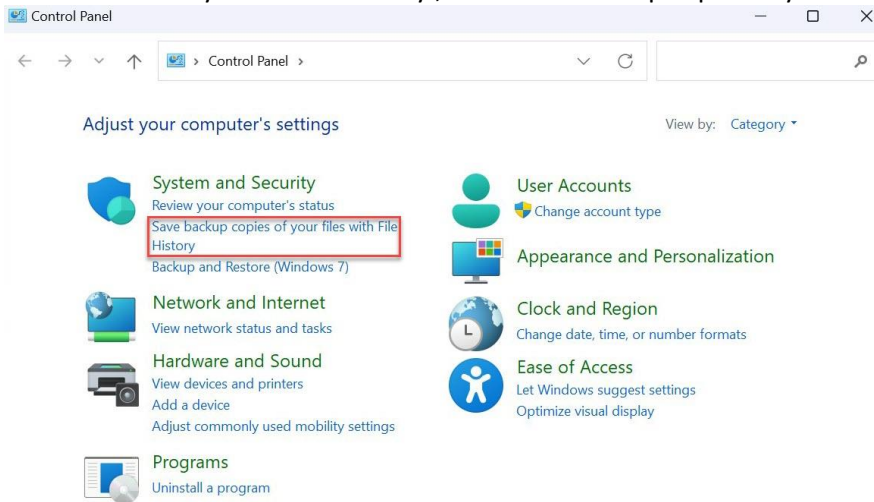 Control Panel
Control Panel
Adjust your computer's settings
View by: Category
System and Security
Review your computer's status
Save backup copies of your files with File
History
Backup and Restore (Windows 7)
Network and Internet
View network status and tasks
Hardware and Sound
View devices and printers
Add a device
Adjust commonly used mobility settings
Programs
Uninstall a program
User Accounts
Change account type
Appearance and Personalization
Clock and Region
Change date, time, or number formats
Ease of Access
Let Windows suggest settings
Optimize visual display